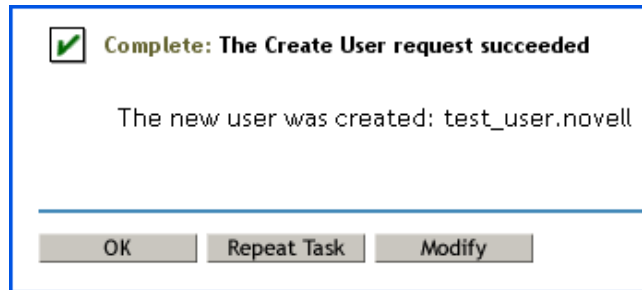 Complete: The Create User request succeeded
The new user was created: test_user.novell
OK Repeat Task Modify